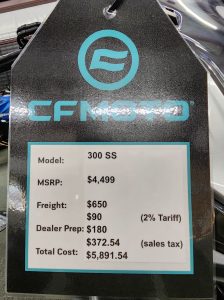 CFMOTO
Model: 300 SS
MSRP: $4,499
Freight: $650
$90 (2% Tariff)
Dealer Prep: $180
$372.54 (sales tax)
Total Cost: $5,891.54